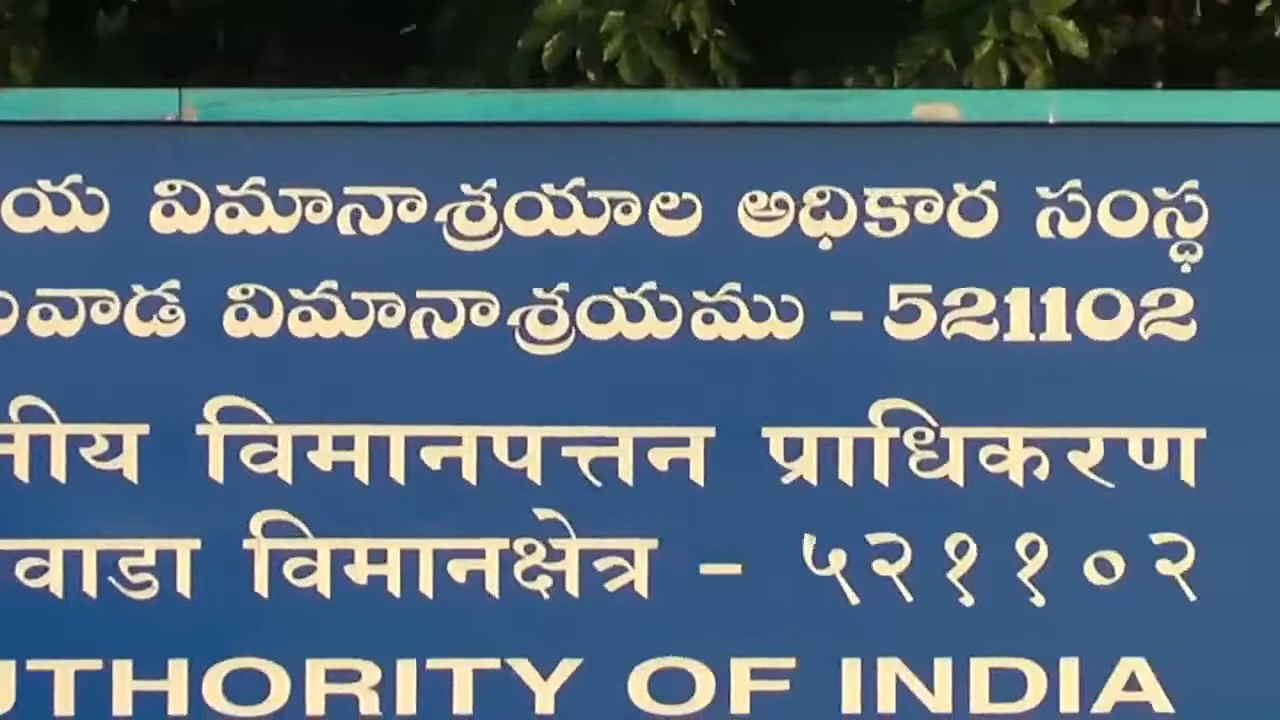 య విమానాశ్రయాల అధికార సంస్థ
వాడ విమానాశ్రయము - 521102
नीय विमानपत्तन प्राधिकरण
वाडा विमानक्षेत्र - ५२११०२
UTHORITY OF INDIA